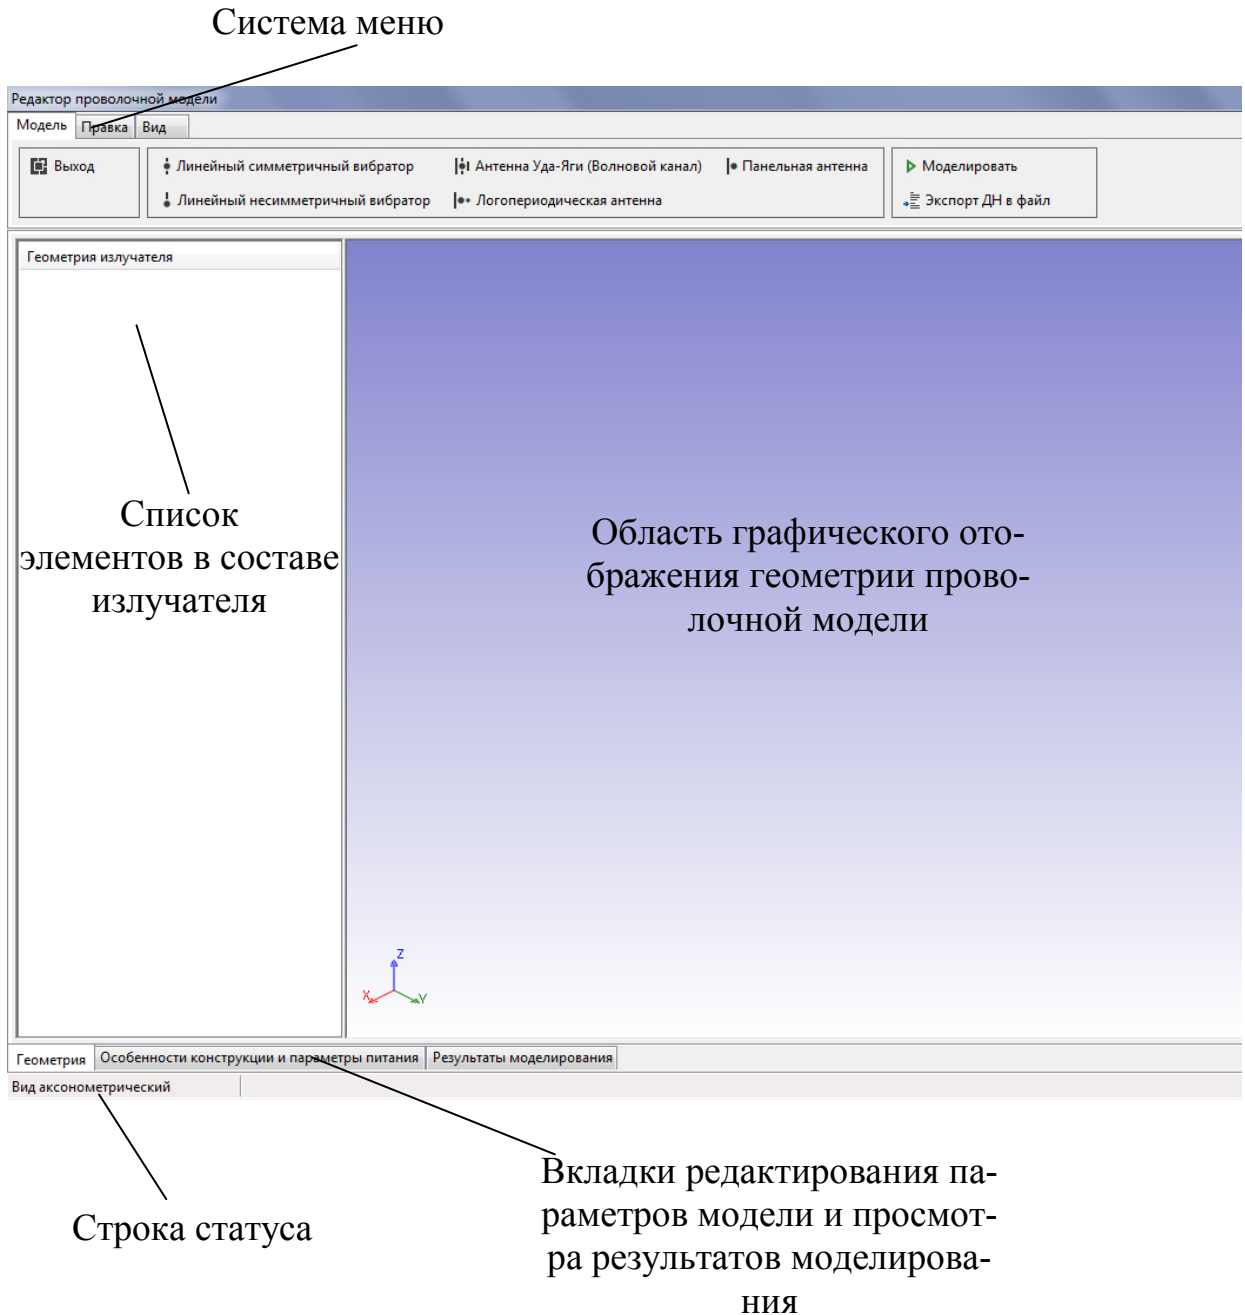 Система меню
Редактор проволочной модели
Модель Правка Вид
Выход Линейный симметричный вибратор Антенна Уда-Яги (Волновой канал) Панельная антенна Моделировать
Линейный несимметричный вибратор Логопериодическая антенна Экспорт ДН в файл
Геометрия излучателя
Список
элементов в составе
излучателя
Область графического ото-
бражения геометрии прово-
лочной модели
Z
X Y
Геометрия Особенности конструкции и параметры питания Результаты моделирования
Вид аксонометрический
Строка статуса
Вкладки редактирования па-
раметров модели и просмот-
ра результатов моделирова-
ния